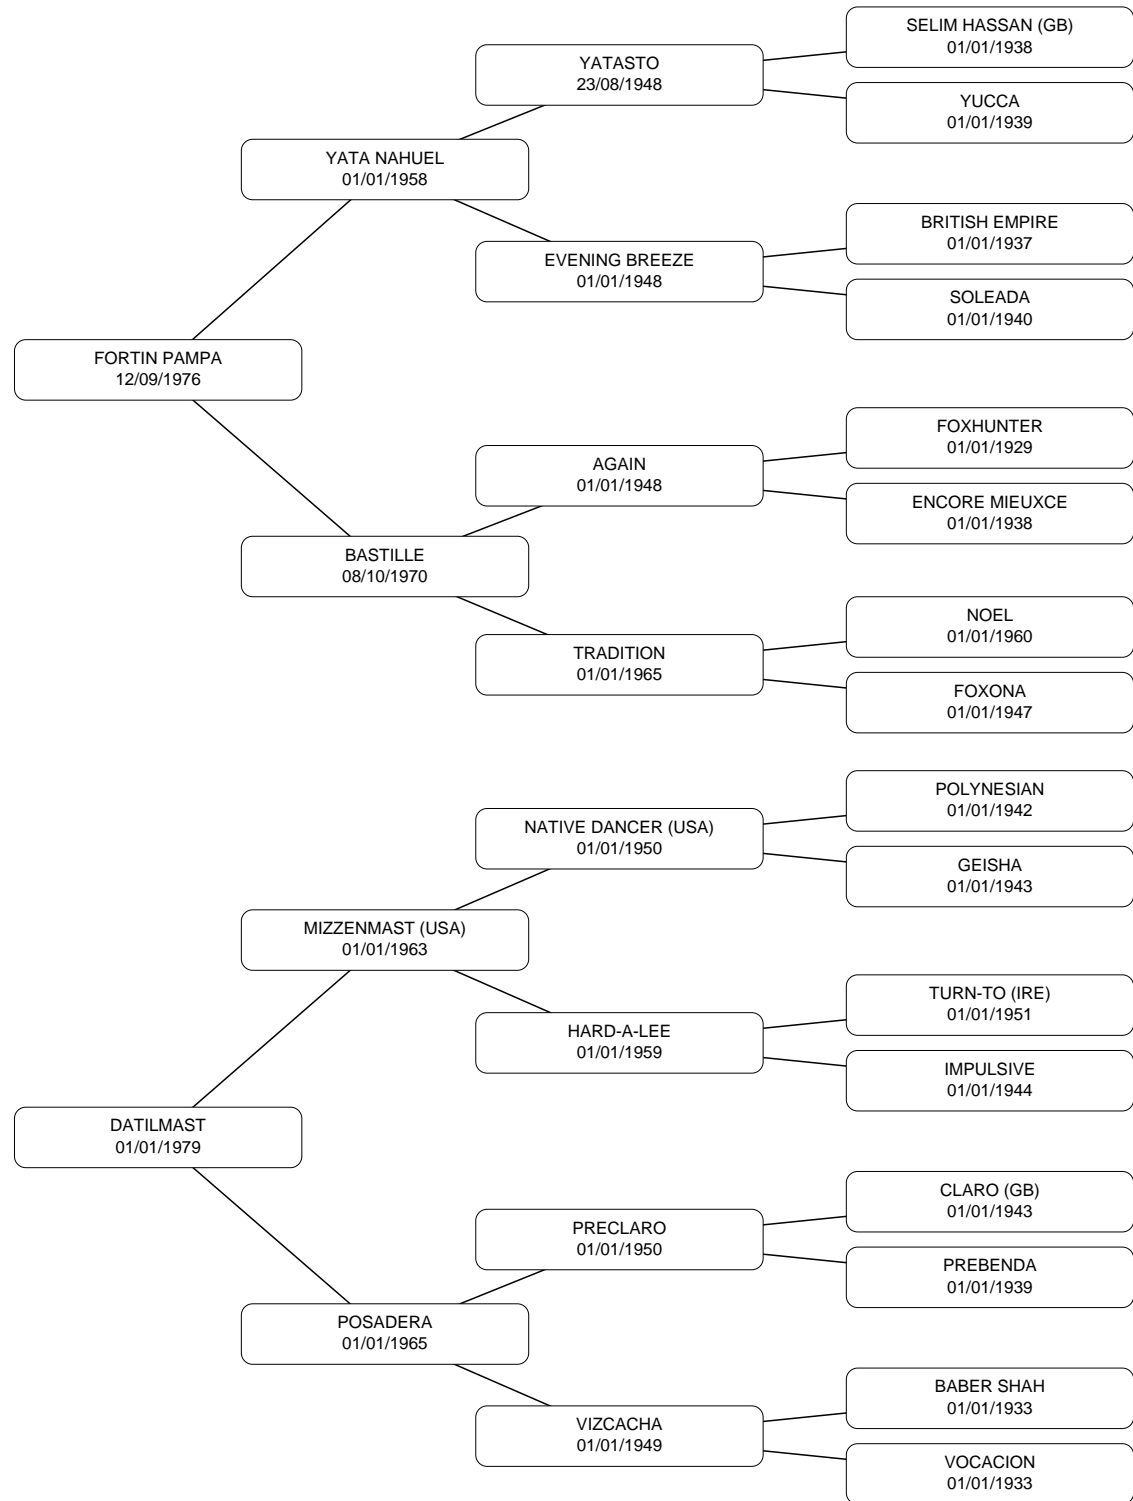 SELIM HASSAN (GB)
01/01/1938
YATASTO
23/08/1948
YUCCA
01/01/1939
YATA NAHUEL
01/01/1958
BRITISH EMPIRE
01/01/1937
EVENING BREEZE
01/01/1948
SOLEADA
01/01/1940
FORTIN PAMPA
12/09/1976
FOXHUNTER
01/01/1929
AGAIN
01/01/1948
ENCORE MIEUXCE
01/01/1938
BASTILLE
08/10/1970
NOEL
01/01/1960
TRADITION
01/01/1965
FOXONA
01/01/1947
POLYNESIAN
01/01/1942
NATIVE DANCER (USA)
01/01/1950
GEISHA
01/01/1943
MIZZENMAST (USA)
01/01/1963
TURN-TO (IRE)
01/01/1951
HARD-A-LEE
01/01/1959
IMPULSIVE
01/01/1944
DATILMAST
01/01/1979
CLARO (GB)
01/01/1943
PRECLARO
01/01/1950
PREBENDA
01/01/1939
POSADERA
01/01/1965
BABER SHAH
01/01/1933
VIZCACHA
01/01/1949
VOCACION
01/01/1933